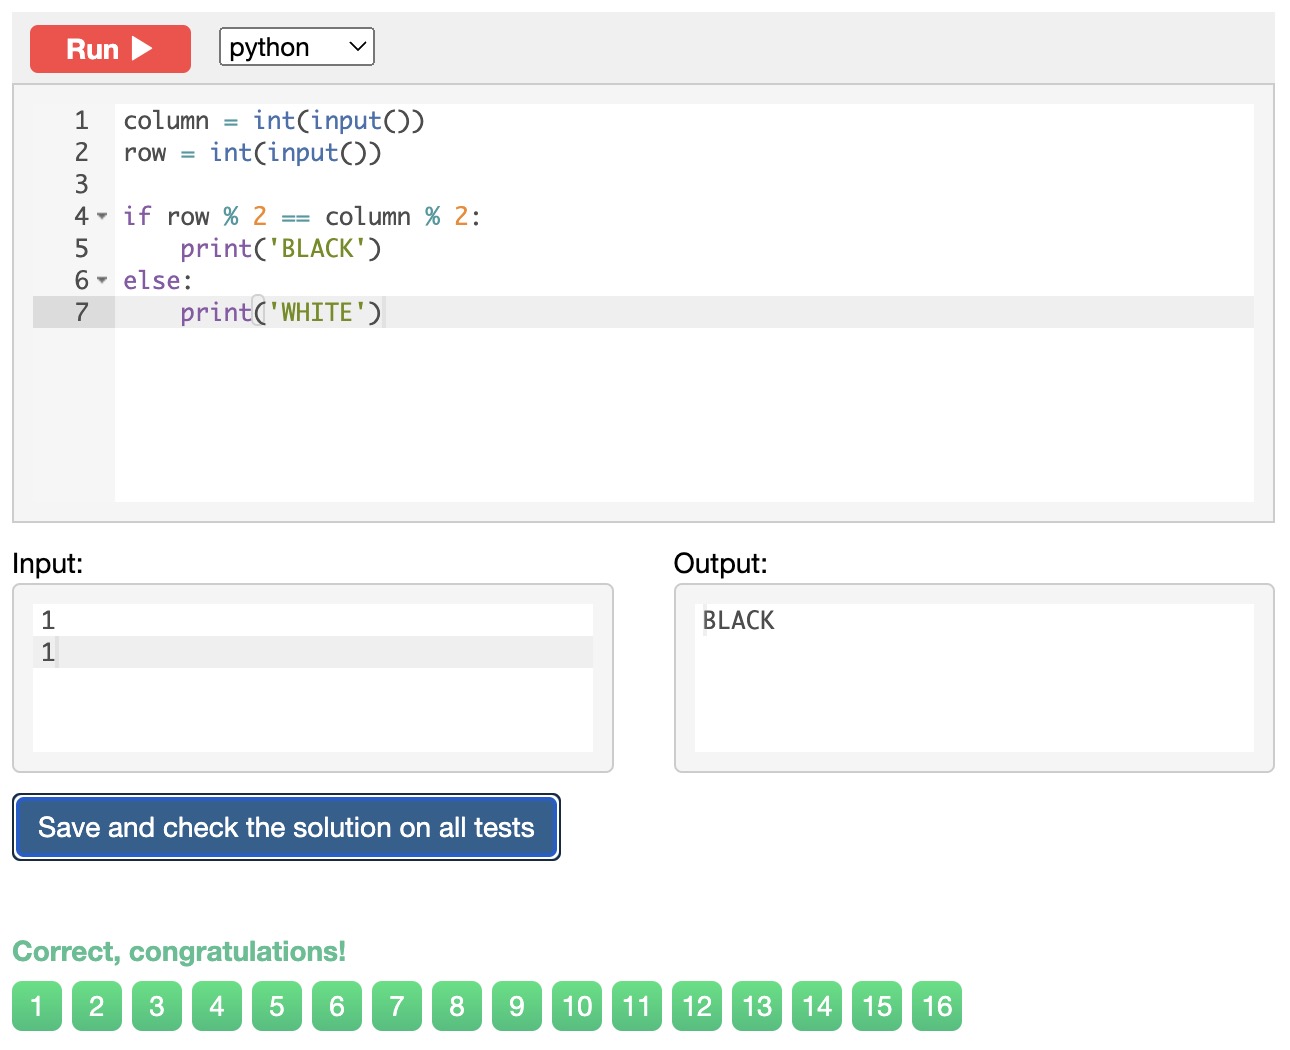 Run
python
1 column = int(input())
2 row = int(input())
3
4 if row % 2 == column % 2:
5     print('BLACK')
6 else:
7     print('WHITE')
Input:
Output:
1
1
BLACK
Save and check the solution on all tests
Correct, congratulations!
1 2 3 4 5 6 7 8 9 10 11 12 13 14 15 16